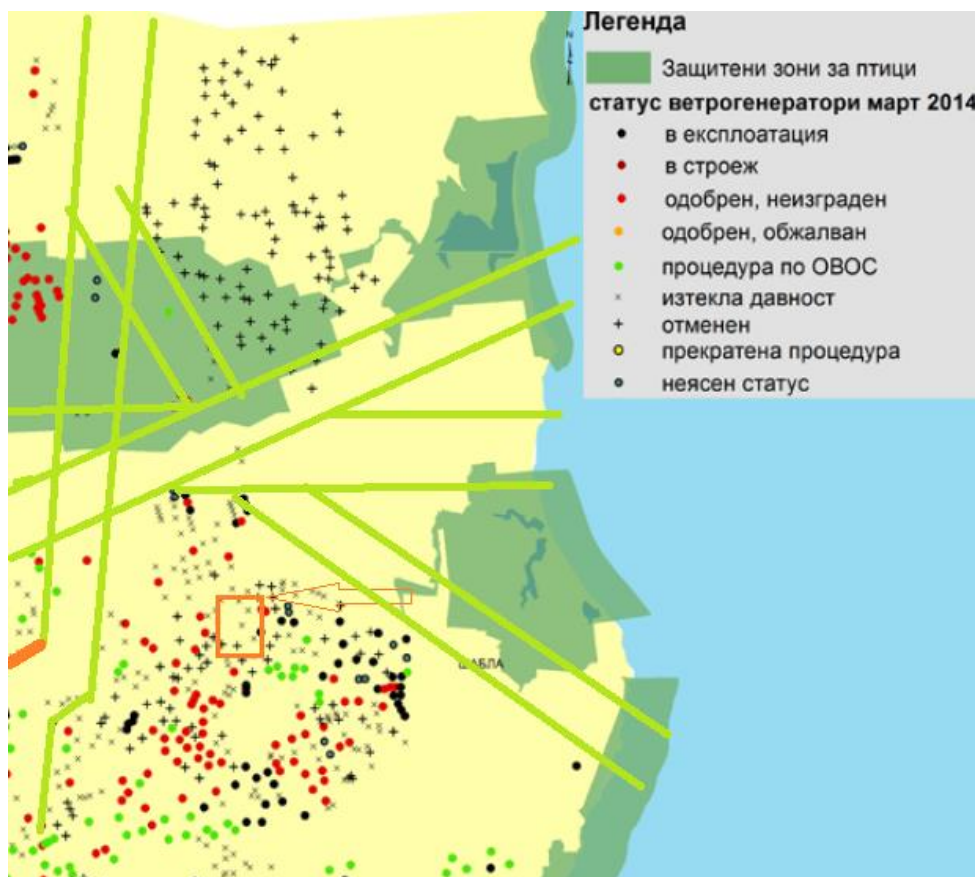 Легенда
Защитени зони за птици
статус ветрогенератори март 2014
в експлоатация
в строеж
одобрен, неизграден
одобрен, обжалван
процедура по ОВОС
изтекла давност
отменен
прекратена процедура
неясен статус
ШАБЛА